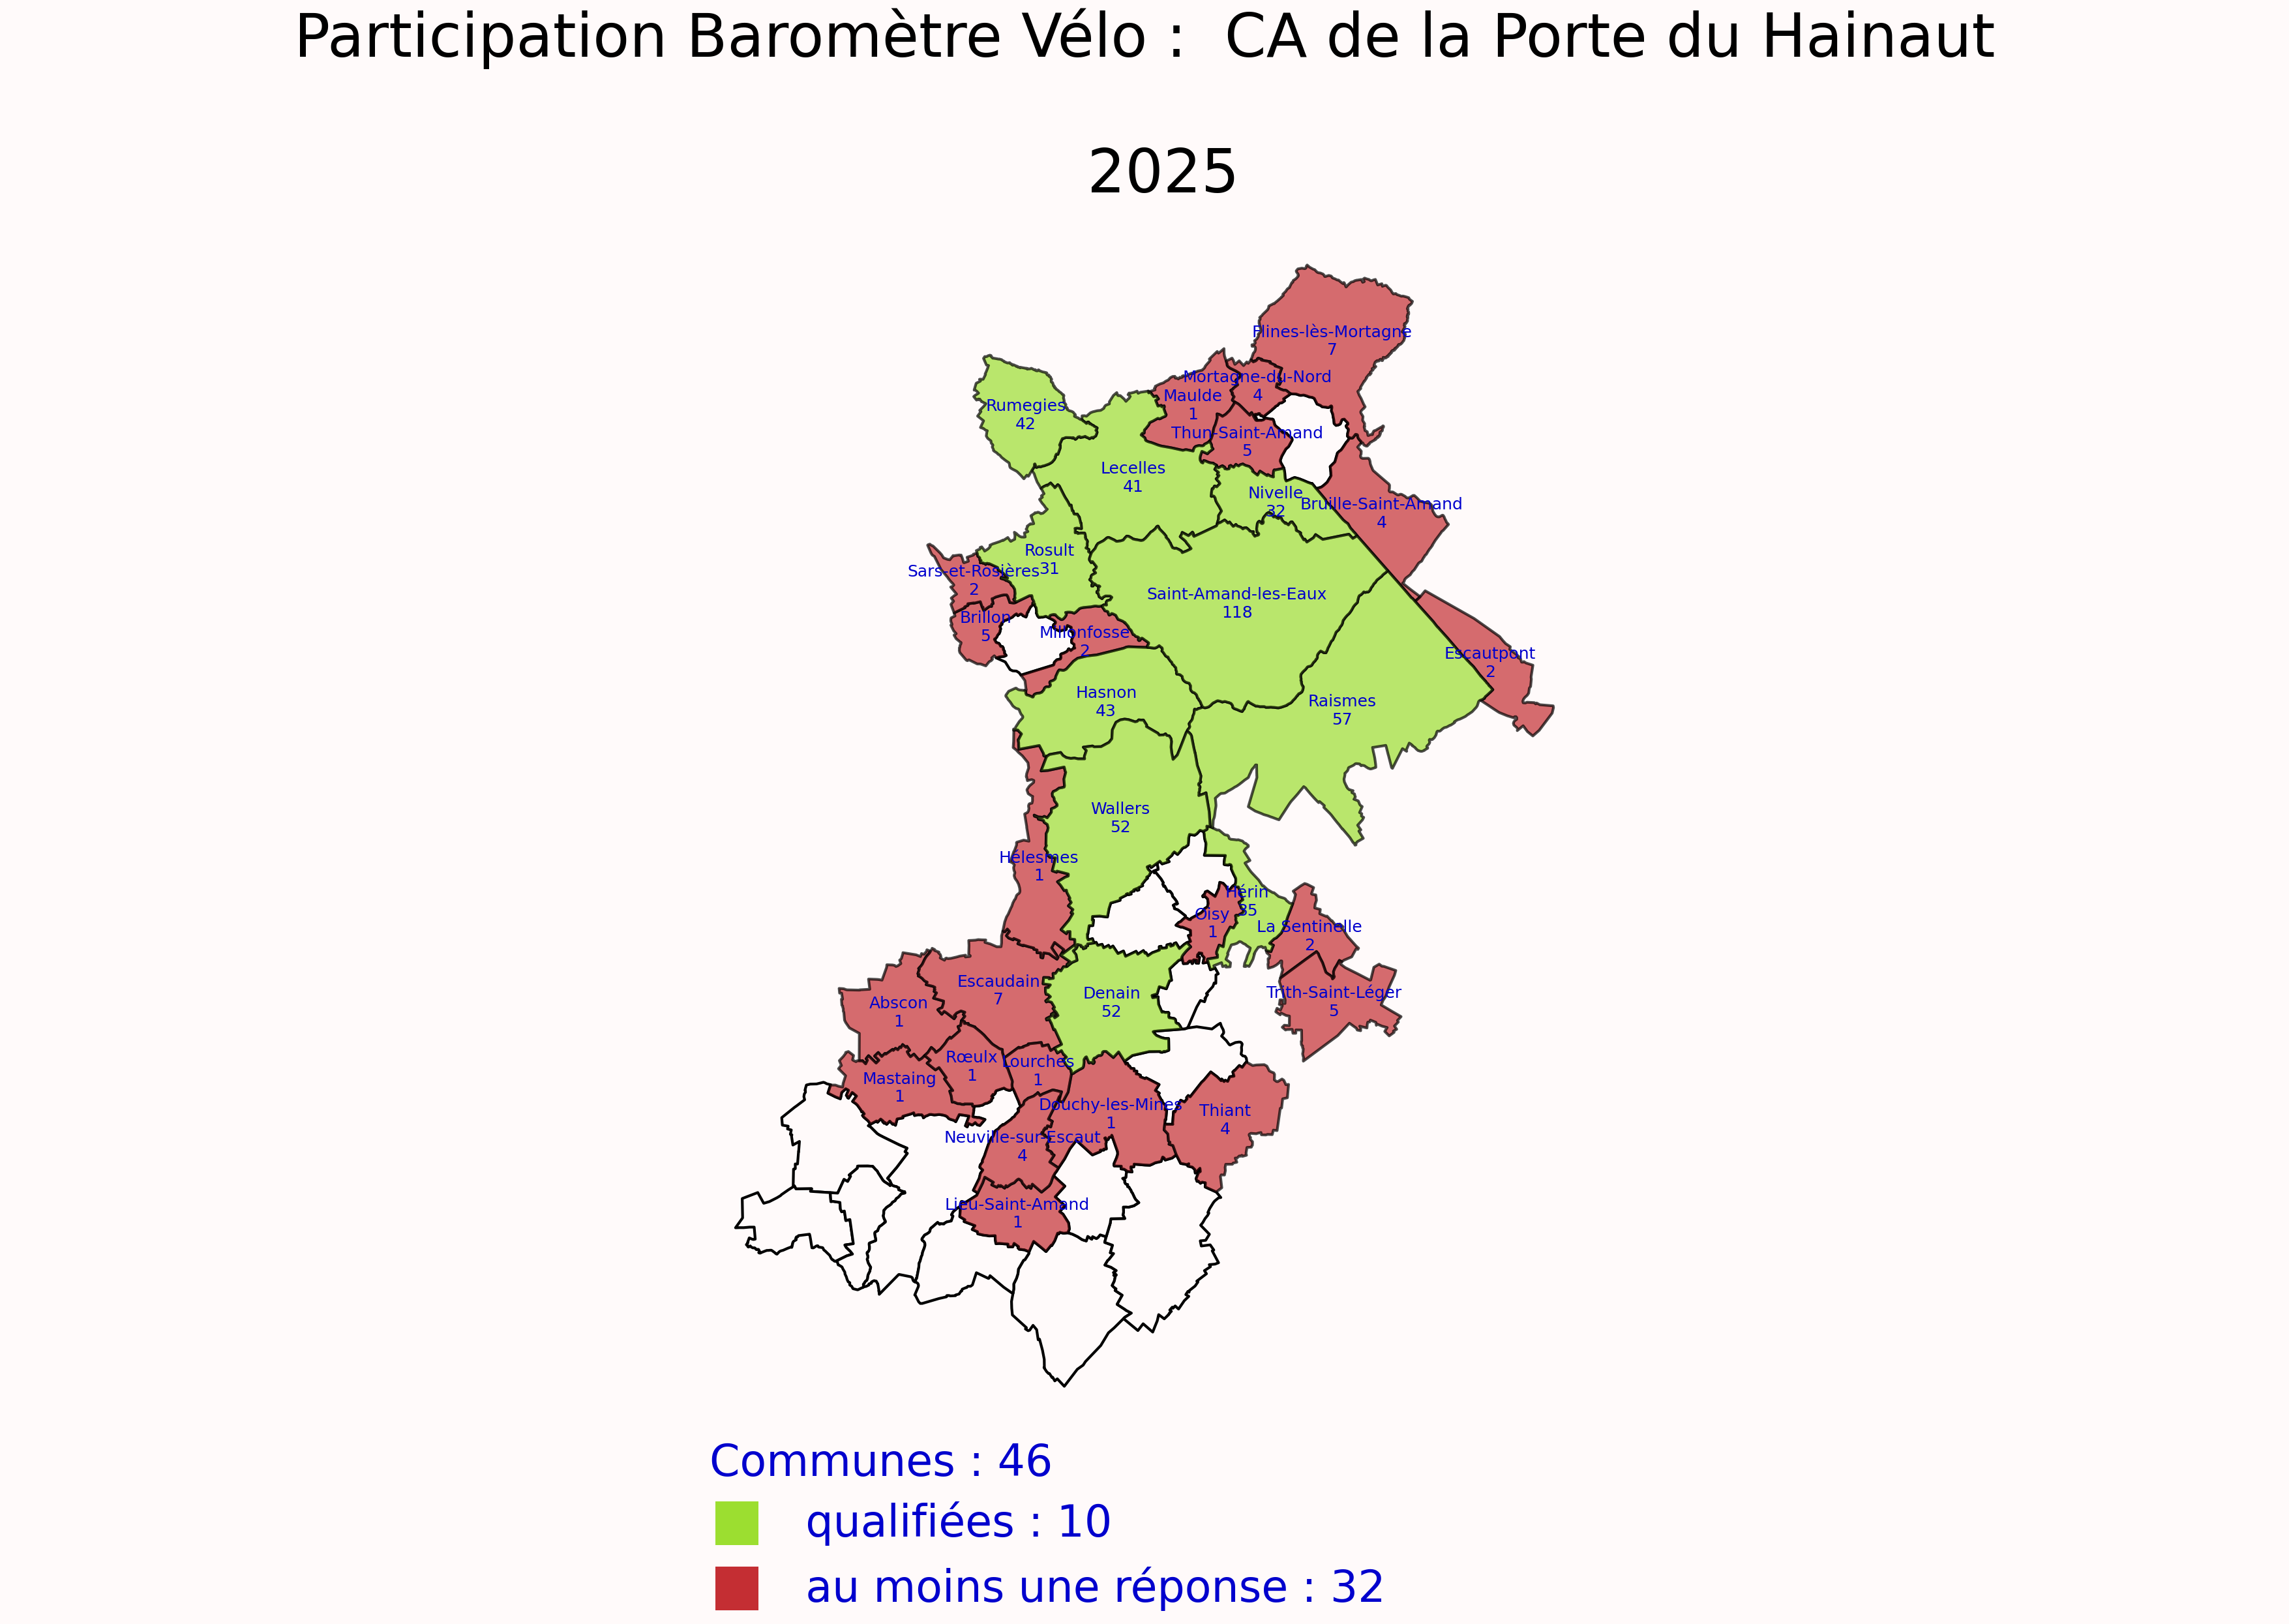 Participation Baromètre Vélo :  CA de la Porte du Hainaut
2025
Flines-lès-Mortagne
7
Mortagne-du-Nord
4
Maulde
1
Rumegies
42
Thun-Saint-Amand
5
Lecelles
41
Nivelle
32
Bruille-Saint-Amand
4
Rosult
31
Sars-et-Rosières
2
Saint-Amand-les-Eaux
118
Brillon
5
Millonfosse
2
Escautpont
2
Hasnon
43
Raismes
57
Wallers
52
Hélesmes
1
Hérin
35
Oisy
1
La Sentinelle
2
Escaudain
7
Abscon
1
Denain
52
Trith-Saint-Léger
5
Rœulx
1
Lourches
1
Mastaing
1
Douchy-les-Mines
1
Thiant
4
Neuville-sur-Escaut
4
Lieu-Saint-Amand
1
Communes : 46
qualifiées : 10
au moins une réponse : 32